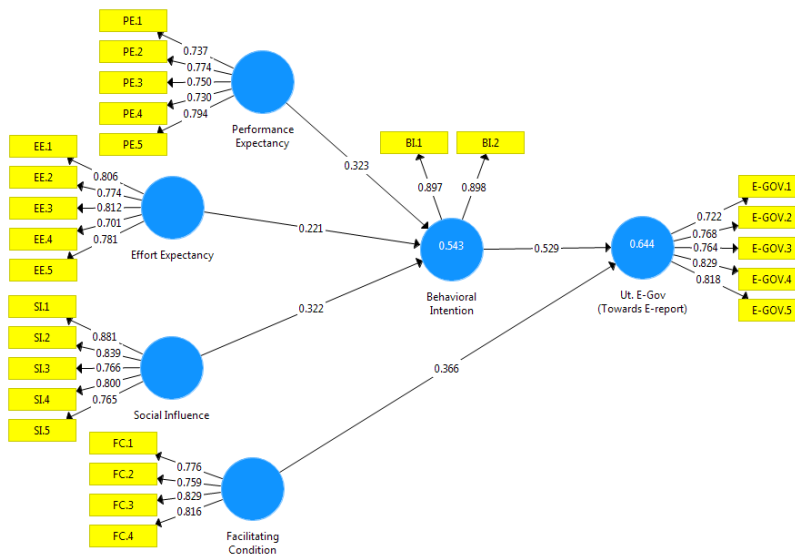 PE.1
PE.2
PE.3
PE.4
PE.5
0.737
0.774
0.750
0.730
0.794
Performance
Expectancy
0.323
EE.1
EE.2
EE.3
EE.4
EE.5
0.806
0.774
0.812
0.701
0.781
Effort Expectancy
0.221
SI.1
SI.2
SI.3
SI.4
SI.5
0.881
0.839
0.766
0.800
0.765
Social Influence
0.322
FC.1
FC.2
FC.3
FC.4
0.776
0.759
0.829
0.816
Facilitating
Condition
0.366
BI.1
BI.2
0.897
0.898
0.543
Behavioral
Intention
0.529
0.644
Ut. E-Gov
(Towards E-report)
0.722
0.768
0.764
0.829
0.818
E-GOV.1
E-GOV.2
E-GOV.3
E-GOV.4
E-GOV.5